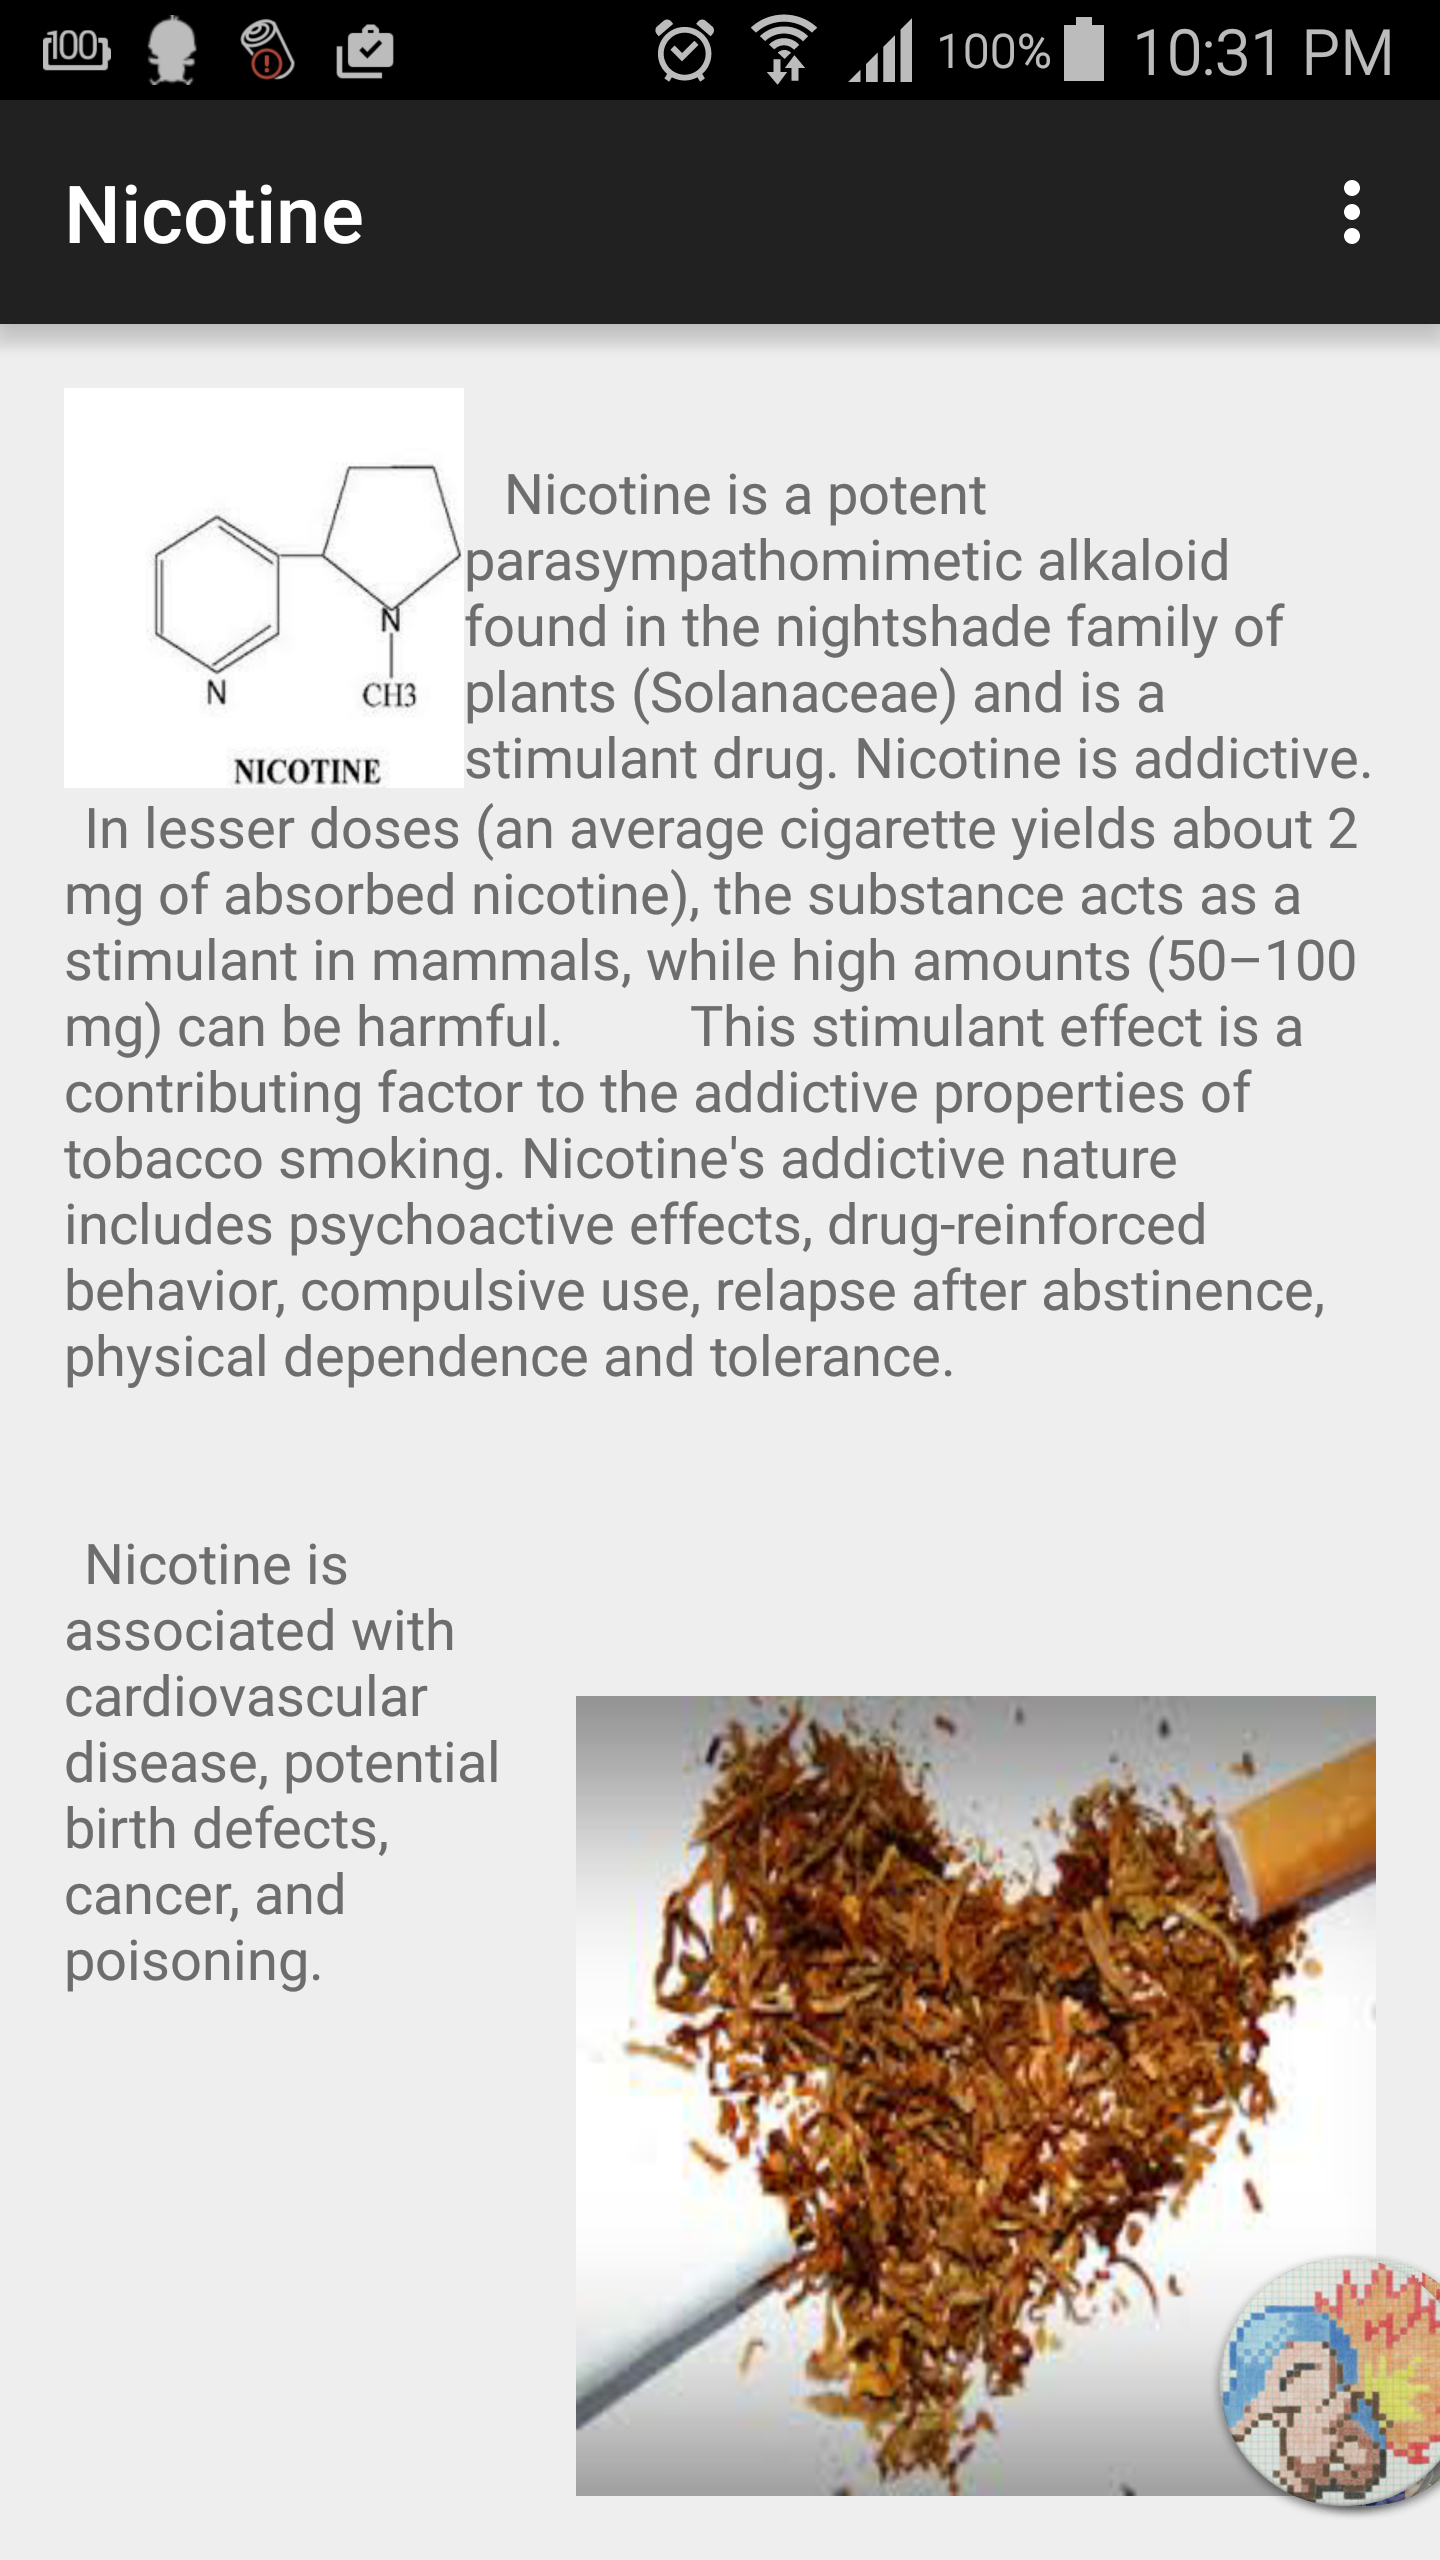 100 100% 10:31 PM
Nicotine
N
N
CH3
NICOTINE
Nicotine is a potent
parasympathomimetic alkaloid
found in the nightshade family of
plants (Solanaceae) and is a
stimulant drug. Nicotine is addictive.
In lesser doses (an average cigarette yields about 2
mg of absorbed nicotine), the substance acts as a
stimulant in mammals, while high amounts (50–100
mg) can be harmful. This stimulant effect is a
contributing factor to the addictive properties of
tobacco smoking. Nicotine's addictive nature
includes psychoactive effects, drug-reinforced
behavior, compulsive use, relapse after abstinence,
physical dependence and tolerance.
Nicotine is
associated with
cardiovascular
disease, potential
birth defects,
cancer, and
poisoning.